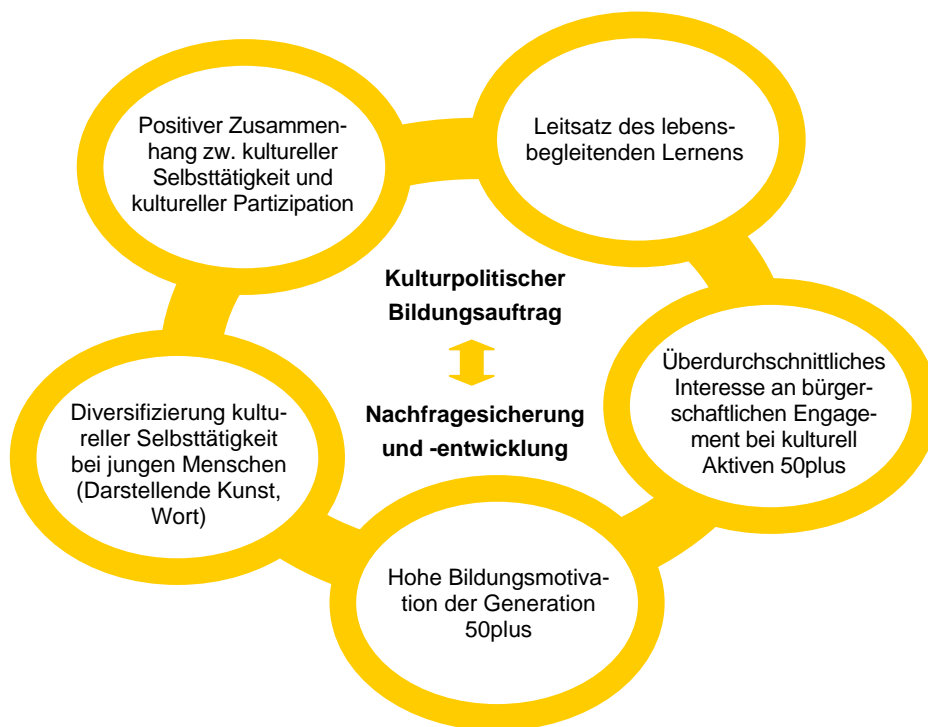 Positiver Zusammen-
hang zw. kultureller
Selbsttätigkeit und
kultureller Partizipation
Leitsatz des lebens-
begleitenden Lernens
Kulturpolitischer
Bildungsauftrag
Nachfragesicherung
und -entwicklung
Überdurchschnittliches
Interesse an bürger-
schaftlichen Engage-
ment bei kulturell
Aktiven 50plus
Diversifizierung kultu-
reller Selbsttätigkeit
bei jungen Menschen
(Darstellende Kunst,
Wort)
Hohe Bildungsmotiva-
tion der Generation
50plus